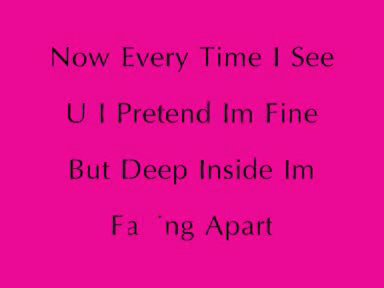 Now Every Time I See
U I Pretend Im Fine
But Deep Inside Im
Apart